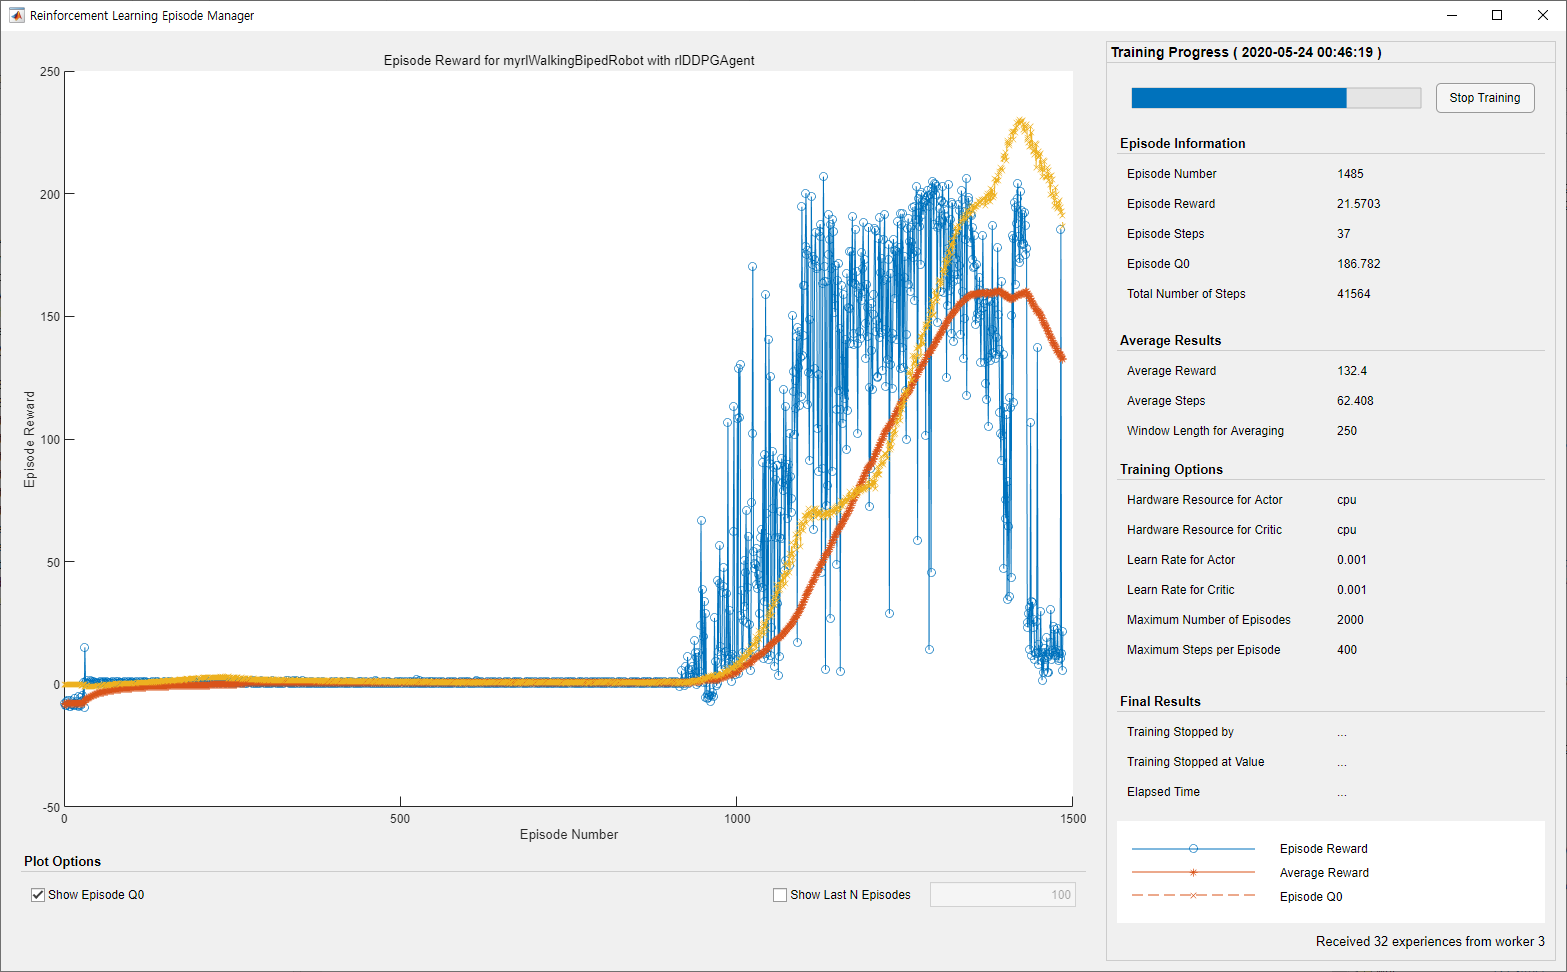 Reinforcement Learning Episode Manager
Episode Reward for myrlWalkingBipedRobot with rlDDPGAgent
250
200
150
100
50
0
-50
Episode Reward
0
500
1000
1500
Episode Number
Plot Options
Show Episode Q0
Show Last N Episodes
100
Training Progress ( 2020-05-24 00:46:19 )
Stop Training
Episode Information
Episode Number 1485
Episode Reward 21.5703
Episode Steps 37
Episode Q0 186.782
Total Number of Steps 41564
Average Results
Average Reward 132.4
Average Steps 62.408
Window Length for Averaging 250
Training Options
Hardware Resource for Actor cpu
Hardware Resource for Critic cpu
Learn Rate for Actor 0.001
Learn Rate for Critic 0.001
Maximum Number of Episodes 2000
Maximum Steps per Episode 400
Final Results
Training Stopped by ...
Training Stopped at Value ...
Elapsed Time ...
Episode Reward
Average Reward
Episode Q0
Received 32 experiences from worker 3